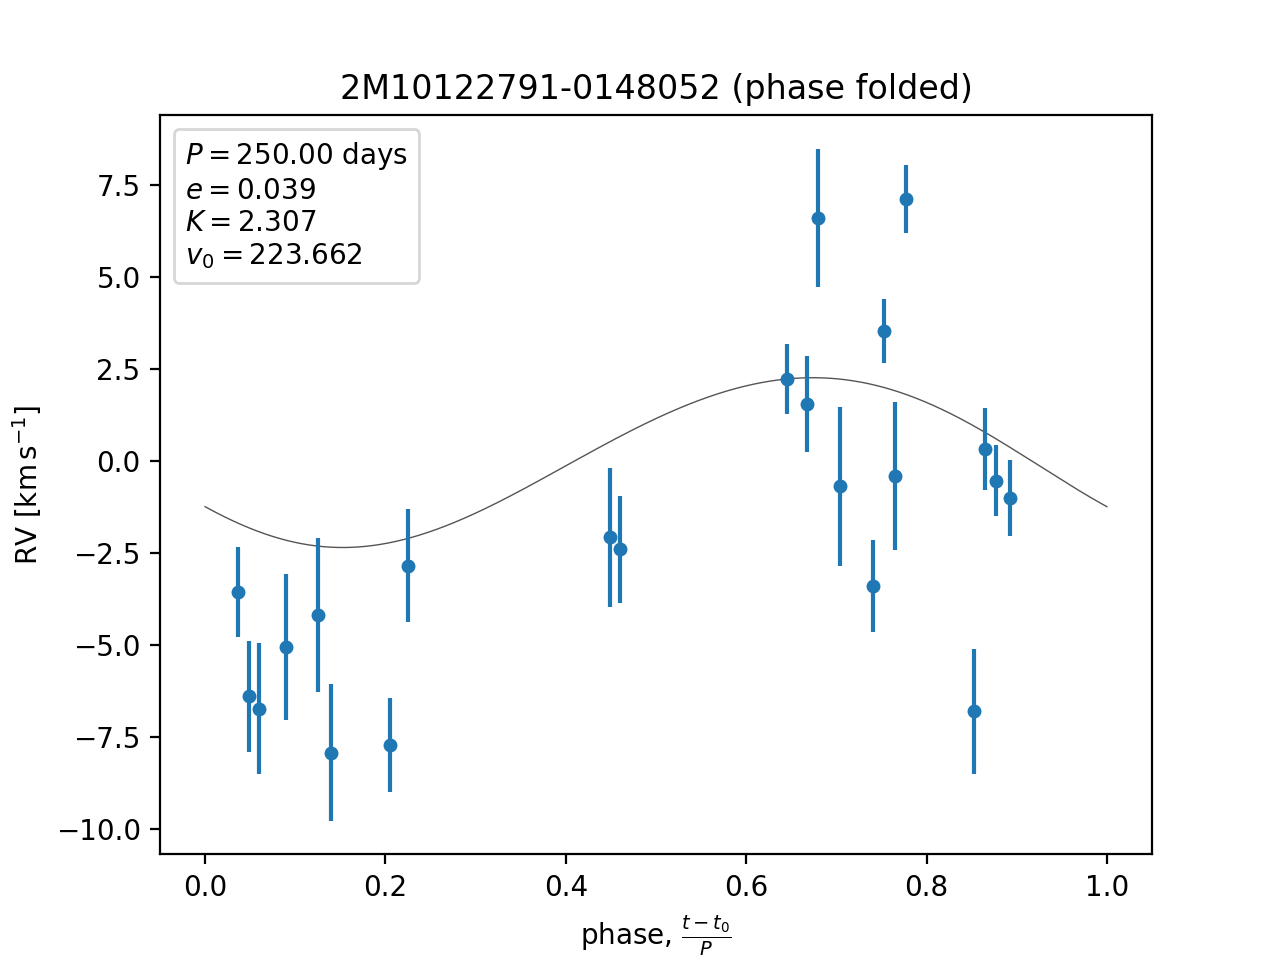 2M10122791-0148052 (phase folded)
P = 250.00 days
e = 0.039
K = 2.307
v₀ = 223.662
7.5
5.0
2.5
0.0
−2.5
−5.0
−7.5
−10.0
RV [km s⁻¹]
0.0 0.2 0.4 0.6 0.8 1.0
phase, (t − t₀)/P